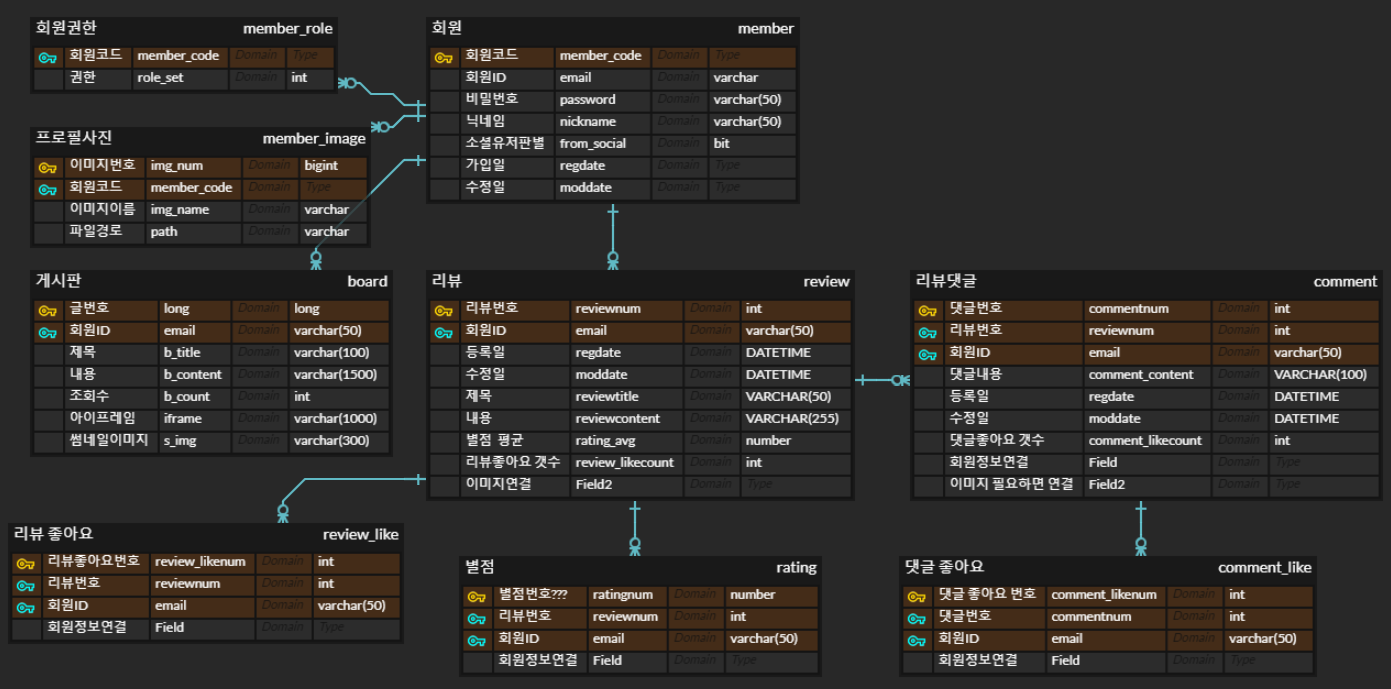 회원권한 member_role
회원코드 member_code Domain Type
권한 role_set Domain int
회원 member
회원코드 member_code Domain Type
회원ID email Domain varchar
비밀번호 password Domain varchar(50)
닉네임 nickname Domain varchar(50)
소셜유저판별 from_social Domain bit
가입일 regdate Domain Type
수정일 moddate Domain Type
프로필사진 member_image
이미지번호 img_num Domain bigint
회원코드 member_code Domain Type
이미지이름 img_name Domain varchar
파일경로 path Domain varchar
게시판 board
글번호 long Domain long
회원ID email Domain varchar(50)
제목 b_title Domain varchar(100)
내용 b_content Domain varchar(1500)
조회수 b_count Domain int
아이프레임 iframe Domain varchar(1000)
썸네일이미지 s_img Domain varchar(300)
리뷰 review
리뷰번호 reviewnum Domain int
회원ID email Domain varchar(50)
등록일 regdate Domain DATETIME
수정일 moddate Domain DATETIME
제목 reviewtitle Domain VARCHAR(50)
내용 reviewcontent Domain VARCHAR(255)
별점 평균 rating_avg Domain number
리뷰좋아요 갯수 review_likecount Domain int
이미지연결 Field2 Domain Type
리뷰댓글 comment
댓글번호 commentnum Domain int
리뷰번호 reviewnum Domain int
회원ID email Domain varchar(50)
댓글내용 comment_content Domain VARCHAR(100)
등록일 regdate Domain DATETIME
수정일 moddate Domain DATETIME
댓글좋아요 갯수 comment_likecount Domain int
회원정보연결 Field Domain Type
이미지 필요하면 연결 Field2 Domain Type
리뷰 좋아요 review_like
리뷰좋아요번호 review_likenum Domain int
리뷰번호 reviewnum Domain int
회원ID email Domain varchar(50)
회원정보연결 Field Domain Type
별점 rating
별점번호??? ratingnum Domain number
리뷰번호 reviewnum Domain int
회원ID email Domain varchar(50)
회원정보연결 Field Domain Type
댓글 좋아요 comment_like
댓글 좋아요 번호 comment_likenum Domain int
댓글번호 commentnum Domain int
회원ID email Domain varchar(50)
회원정보연결 Field Domain Type